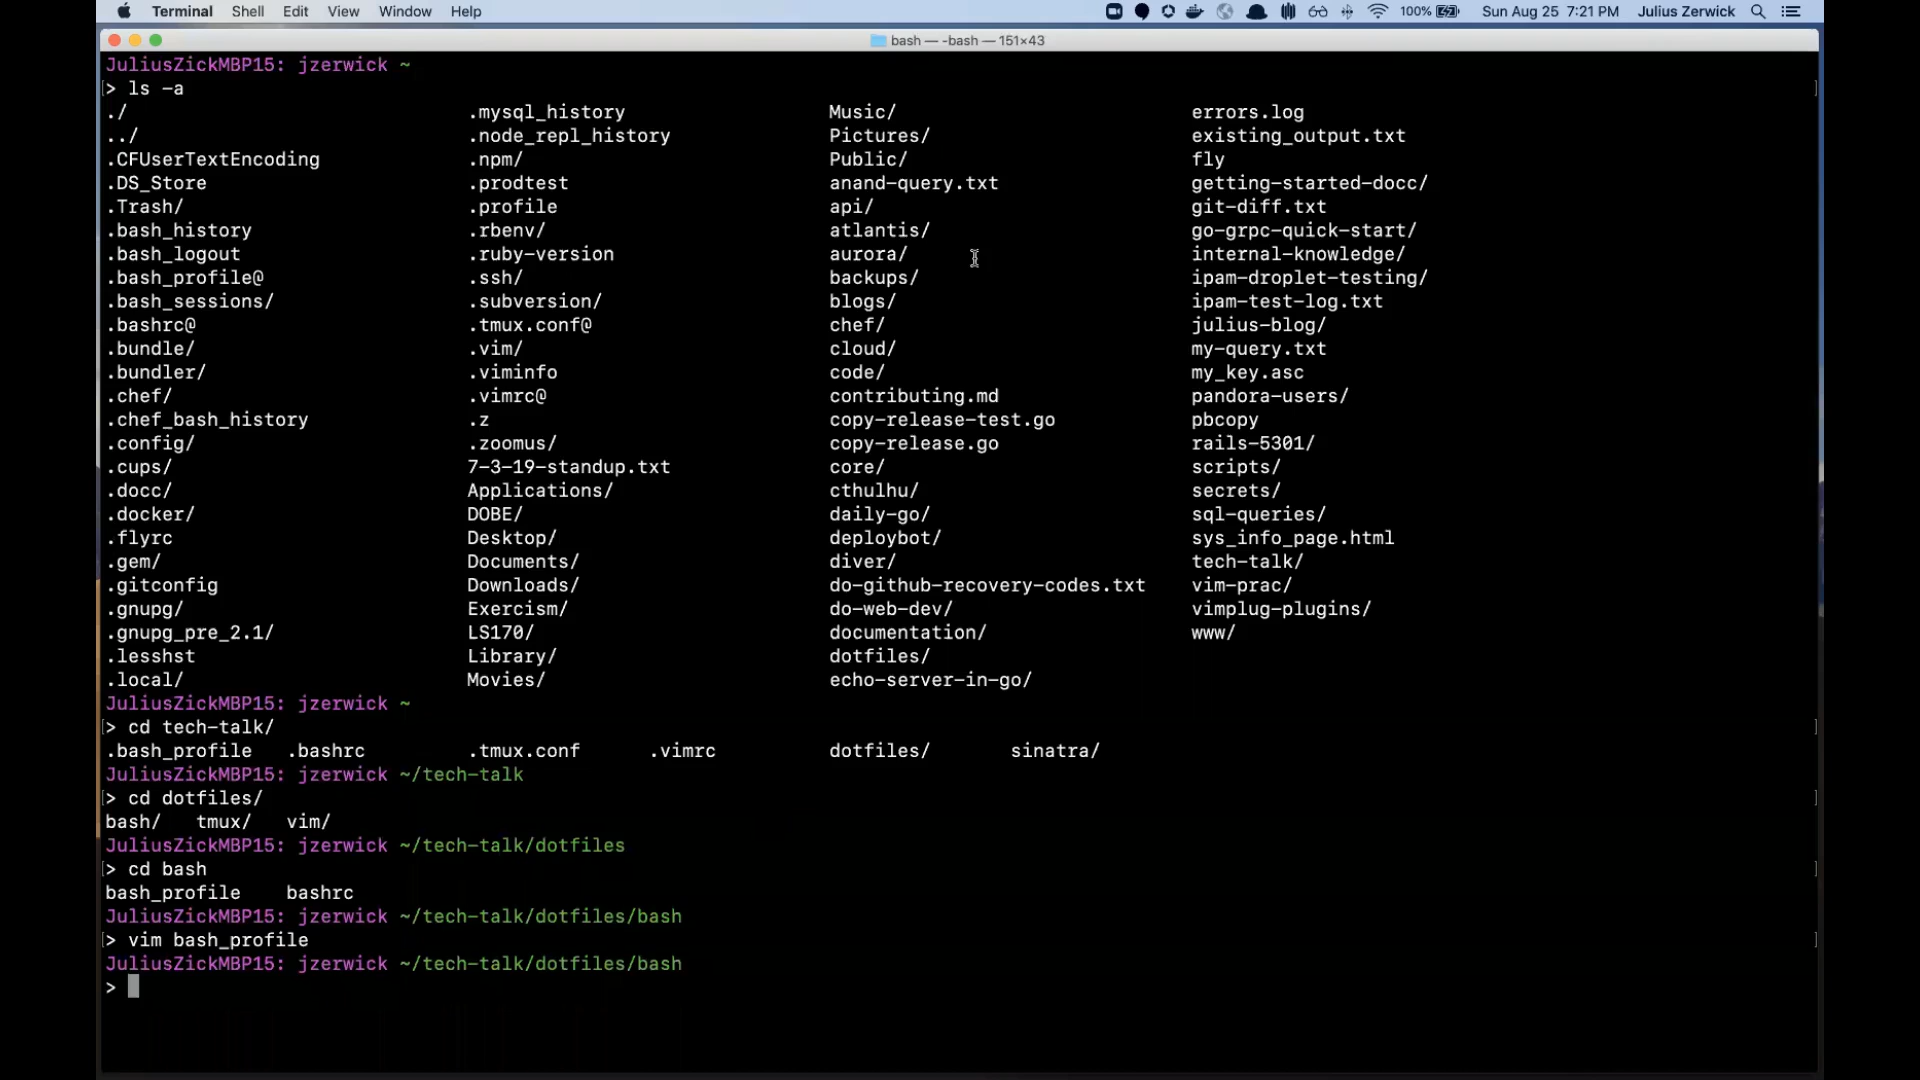 Terminal Shell Edit View Window Help 100% Sun Aug 25 7:21 PM Julius Zerwick
bash — -bash — 151×43
JuliusZickMBP15: jzerwick ~
> ls -a
./ .mysql_history Music/ errors.log
../ .node_repl_history Pictures/ existing_output.txt
.CFUserTextEncoding .npm/ Public/ fly
.DS_Store .prodtest anand-query.txt getting-started-docc/
.Trash/ .profile api/ git-diff.txt
.bash_history .rbenv/ atlantis/ go-grpc-quick-start/
.bash_logout .ruby-version aurora/ internal-knowledge/
.bash_profile@ .ssh/ backups/ ipam-droplet-testing/
.bash_sessions/ .subversion/ blogs/ ipam-test-log.txt
.bashrc@ .tmux.conf@ chef/ julius-blog/
.bundle/ .vim/ cloud/ my-query.txt
.bundler/ .viminfo code/ my_key.asc
.chef/ .vimrc@ contributing.md pandora-users/
.chef_bash_history .z copy-release-test.go pbcopy
.config/ .zoomus/ copy-release.go rails-5301/
.cups/ 7-3-19-standup.txt core/ scripts/
.docc/ Applications/ cthulhu/ secrets/
.docker/ DOBE/ daily-go/ sql-queries/
.flyrc Desktop/ deploybot/ sys_info_page.html
.gem/ Documents/ diver/ tech-talk/
.gitconfig Downloads/ do-github-recovery-codes.txt vim-prac/
.gnupg/ Exercism/ do-web-dev/ vimplug-plugins/
.gnupg_pre_2.1/ LS170/ documentation/ www/
.lesshst Library/ dotfiles/
.local/ Movies/ echo-server-in-go/
JuliusZickMBP15: jzerwick ~
> cd tech-talk/
.bash_profile .bashrc .tmux.conf .vimrc dotfiles/ sinatra/
JuliusZickMBP15: jzerwick ~/tech-talk
> cd dotfiles/
bash/ tmux/ vim/
JuliusZickMBP15: jzerwick ~/tech-talk/dotfiles
> cd bash
bash_profile bashrc
JuliusZickMBP15: jzerwick ~/tech-talk/dotfiles/bash
> vim bash_profile
JuliusZickMBP15: jzerwick ~/tech-talk/dotfiles/bash
>